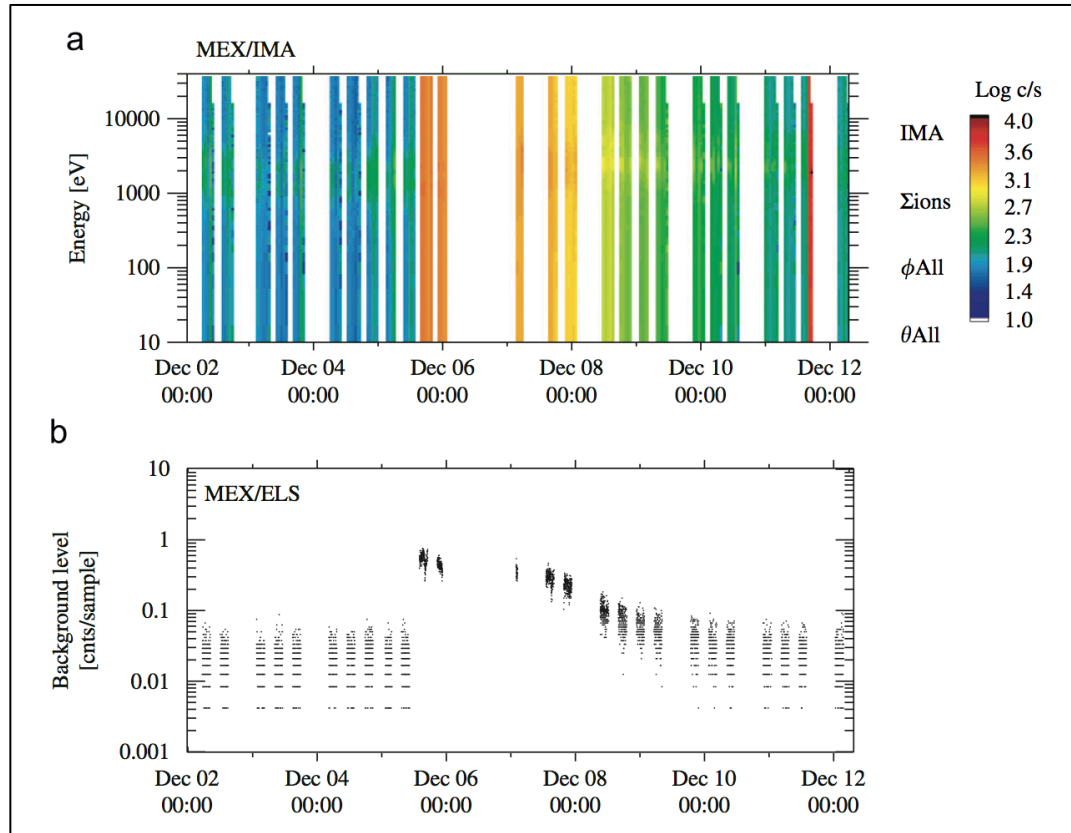 a
MEX/IMA
Energy [eV]
10000
1000
100
10
Dec 02 Dec 04 Dec 06 Dec 08 Dec 10 Dec 12
00:00 00:00 00:00 00:00 00:00 00:00
IMA
Σions
ϕAll
θAll
Log c/s
4.0
3.6
3.1
2.7
2.3
1.9
1.4
1.0
b
MEX/ELS
Background level
[cnts/sample]
10
1
0.1
0.01
0.001
Dec 02 Dec 04 Dec 06 Dec 08 Dec 10 Dec 12
00:00 00:00 00:00 00:00 00:00 00:00